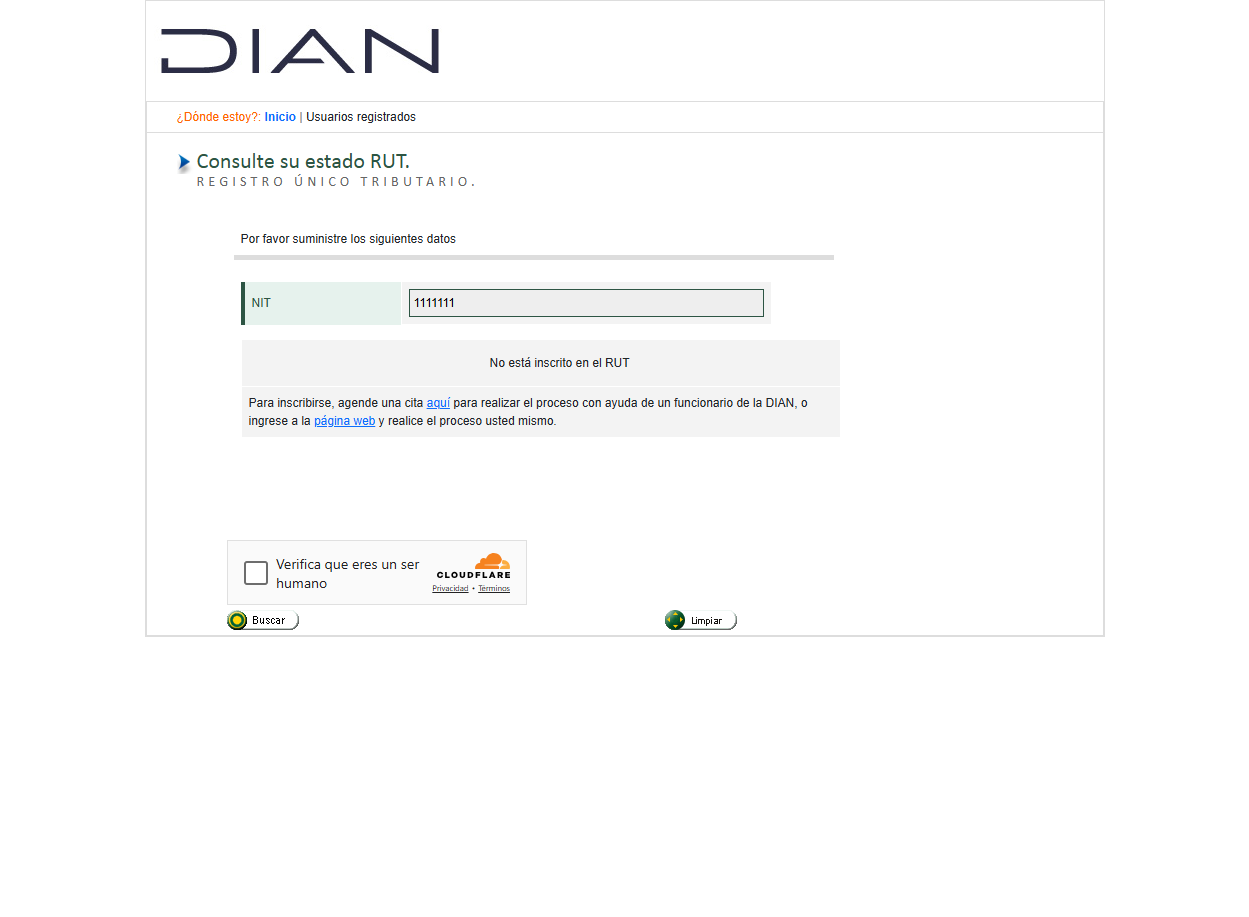 DIAN
¿Dónde estoy?: Inicio | Usuarios registrados
Consulte su estado RUT.
REGISTRO ÚNICO TRIBUTARIO.
Por favor suministre los siguientes datos
NIT 1111111
No está inscrito en el RUT
Para inscribirse, agende una cita aquí para realizar el proceso con ayuda de un funcionario de la DIAN, o
ingrese a la página web y realice el proceso usted mismo.
Verifica que eres un ser
humano
CLOUDFLARE
Privacidad • Términos
Buscar Limpiar